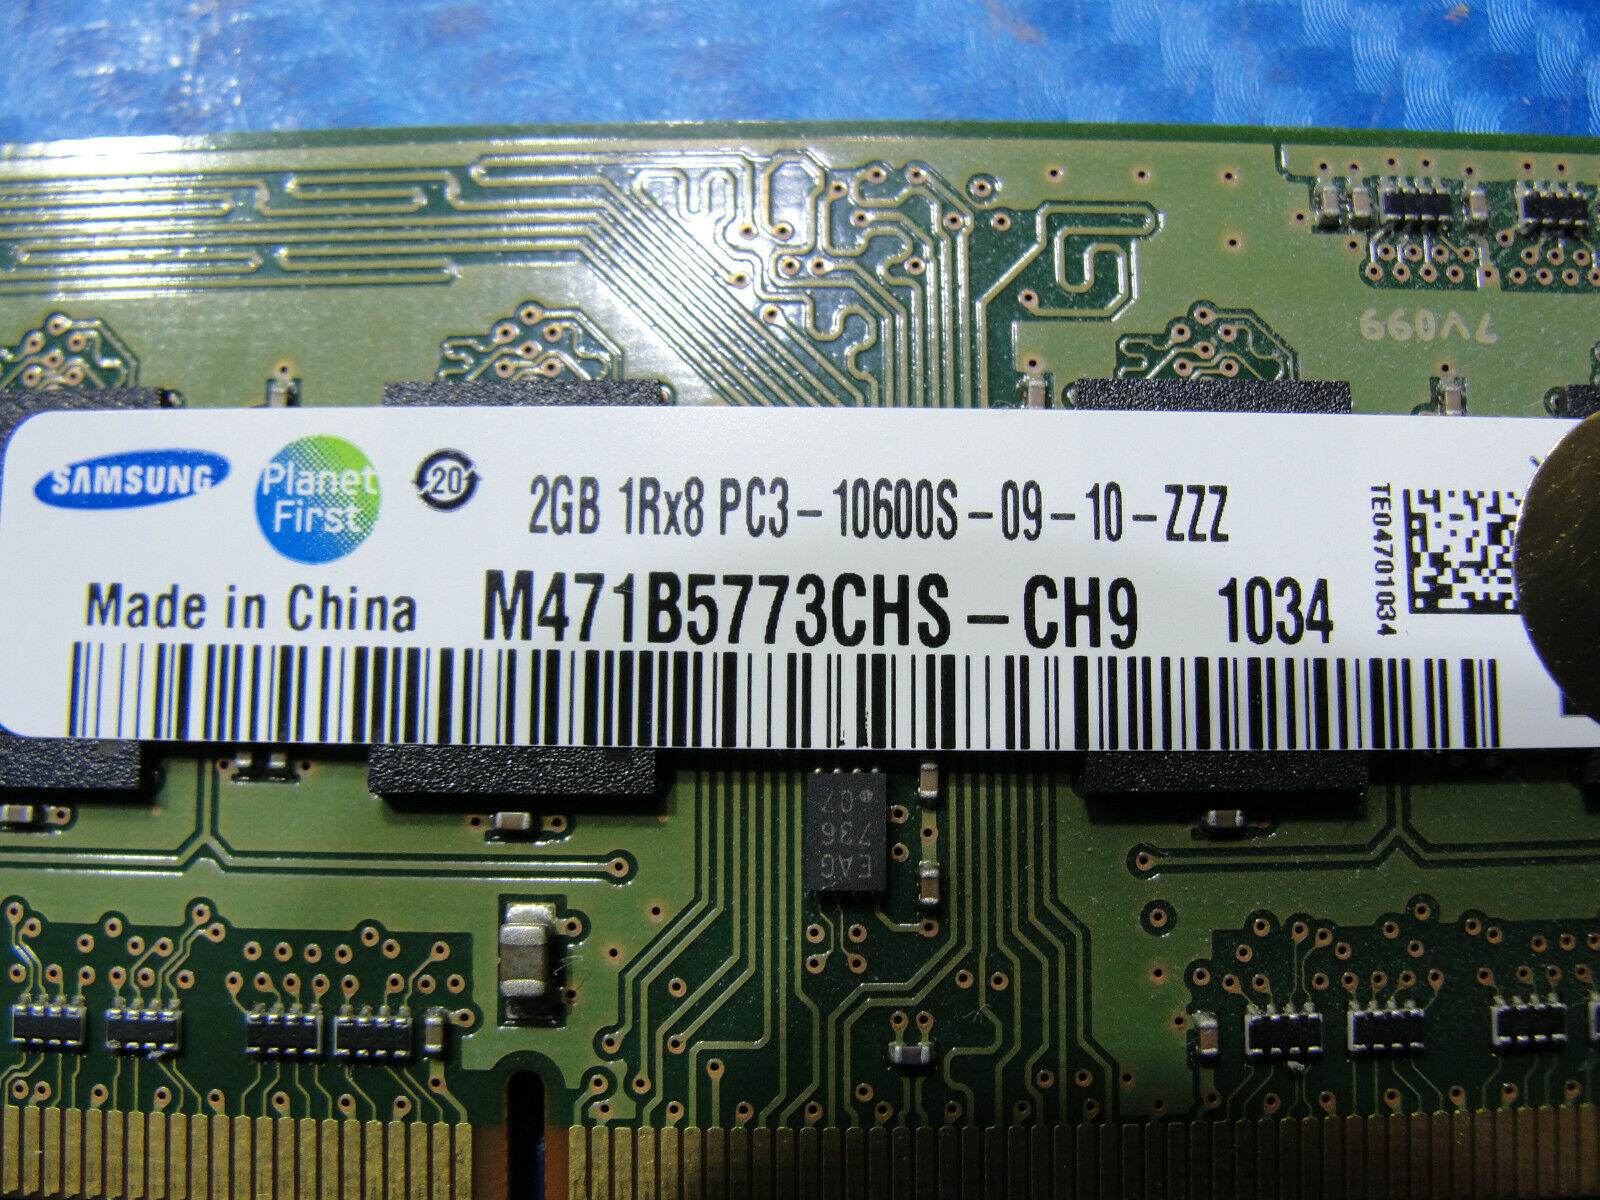 7V099
SAMSUNG
Planet
First
20
2GB 1Rx8 PC3-10600S-09-10-ZZZ
Made in China M471B5773CHS-CH9 1034
TE04701034
07
736
EAG